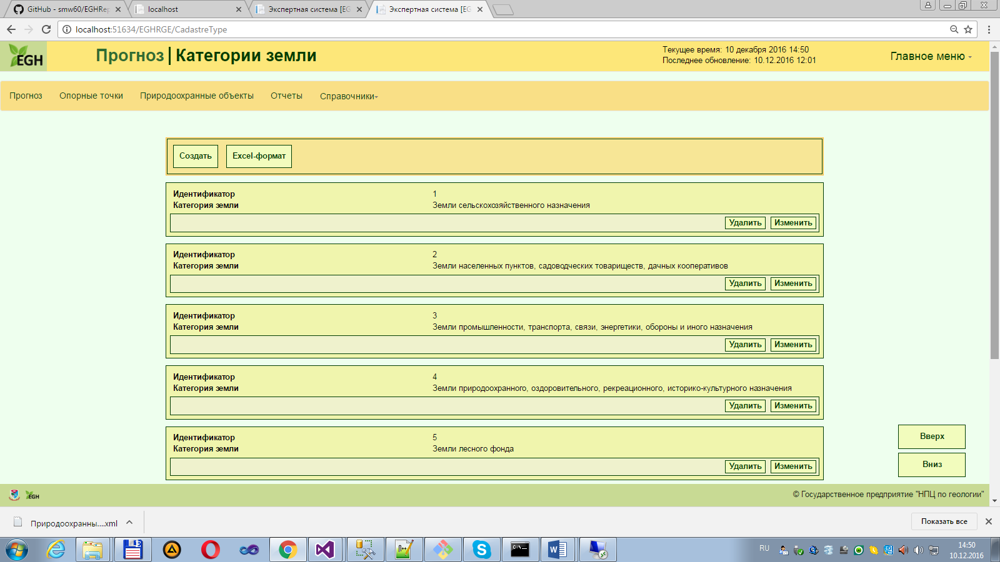 GitHub - smw60/EGHRep
localhost
Экспертная система [EG
Экспертная система [EG
localhost:51634/EGHRGE/CadastreType
EGH
Прогноз | Категории земли
Текущее время: 10 декабря 2016 14:50
Последнее обновление: 10.12.2016 12:01
Главное меню
Прогноз
Опорные точки
Природоохранные объекты
Отчеты
Справочники
Создать
Excel-формат
Идентификатор 1
Категория земли Земли сельскохозяйственного назначения
Удалить Изменить
Идентификатор 2
Категория земли Земли населенных пунктов, садоводческих товариществ, дачных кооперативов
Удалить Изменить
Идентификатор 3
Категория земли Земли промышленности, транспорта, связи, энергетики, обороны и иного назначения
Удалить Изменить
Идентификатор 4
Категория земли Земли природоохранного, оздоровительного, рекреационного, историко-культурного назначения
Удалить Изменить
Идентификатор 5
Категория земли Земли лесного фонда
Удалить Изменить
Вверх
Вниз
EGH
© Государственное предприятие "НПЦ по геологии"
Природоохранны....xml
Показать все
RU
14:50
10.12.2016